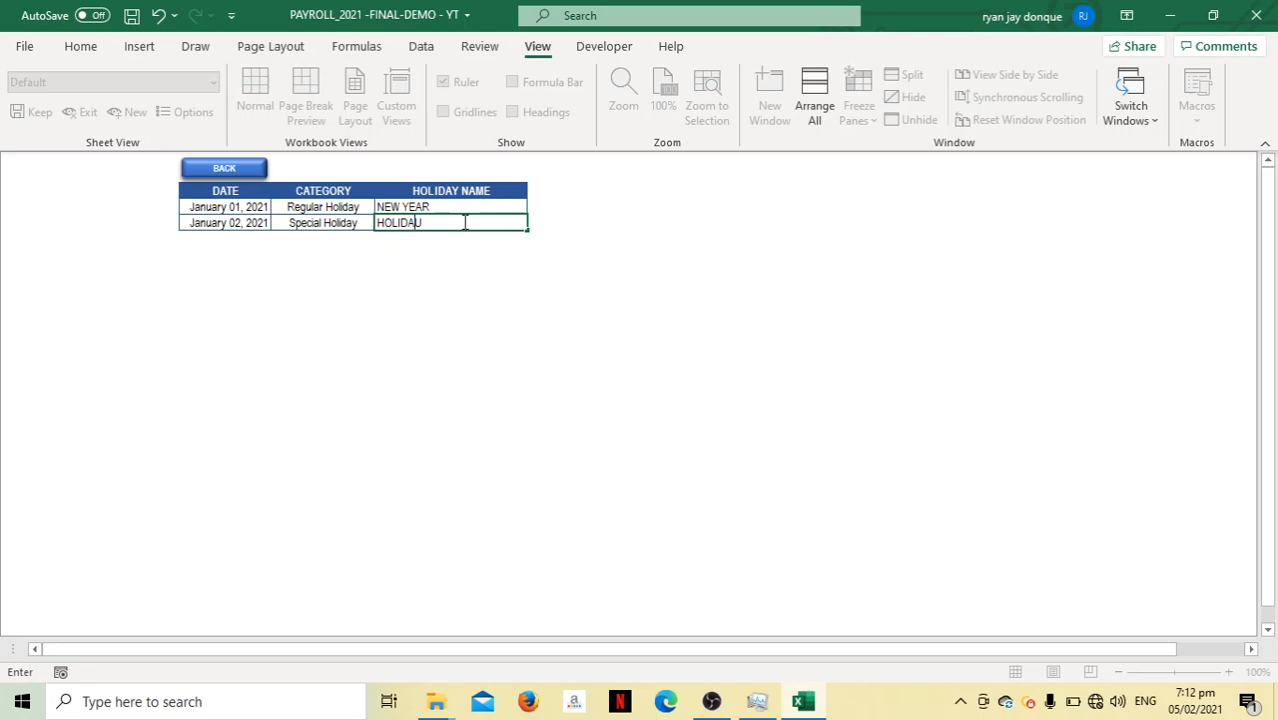 AutoSave Off PAYROLL_2021 -FINAL-DEMO - YT Search ryan jay donque RJ
File Home Insert Draw Page Layout Formulas Data Review View Developer Help Share Comments
Default
Keep Exit New Options
Sheet View
Normal Page Break Preview Page Layout Custom Views
Workbook Views
Ruler Formula Bar
Gridlines Headings
Show
Zoom 100% Zoom to Selection
Zoom
New Window Arrange All Freeze Panes
Split
Hide
Unhide
View Side by Side
Synchronous Scrolling
Reset Window Position
Switch Windows
Window
Macros
Macros
BACK
DATE CATEGORY HOLIDAY NAME
January 01, 2021 Regular Holiday NEW YEAR
January 02, 2021 Special Holiday HOLIDAU
Enter 100%
Type here to search a N ENG 7:12 pm
05/02/2021 1